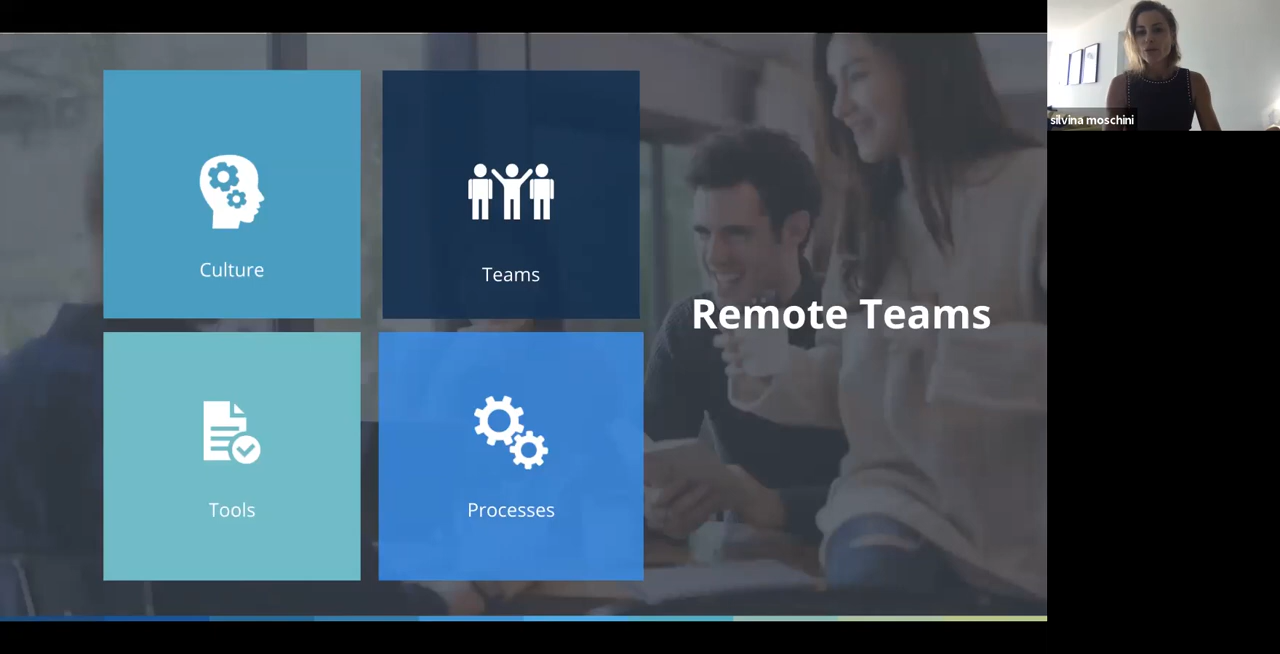 Culture
Teams
Remote Teams
Tools
Processes
silvina moschini